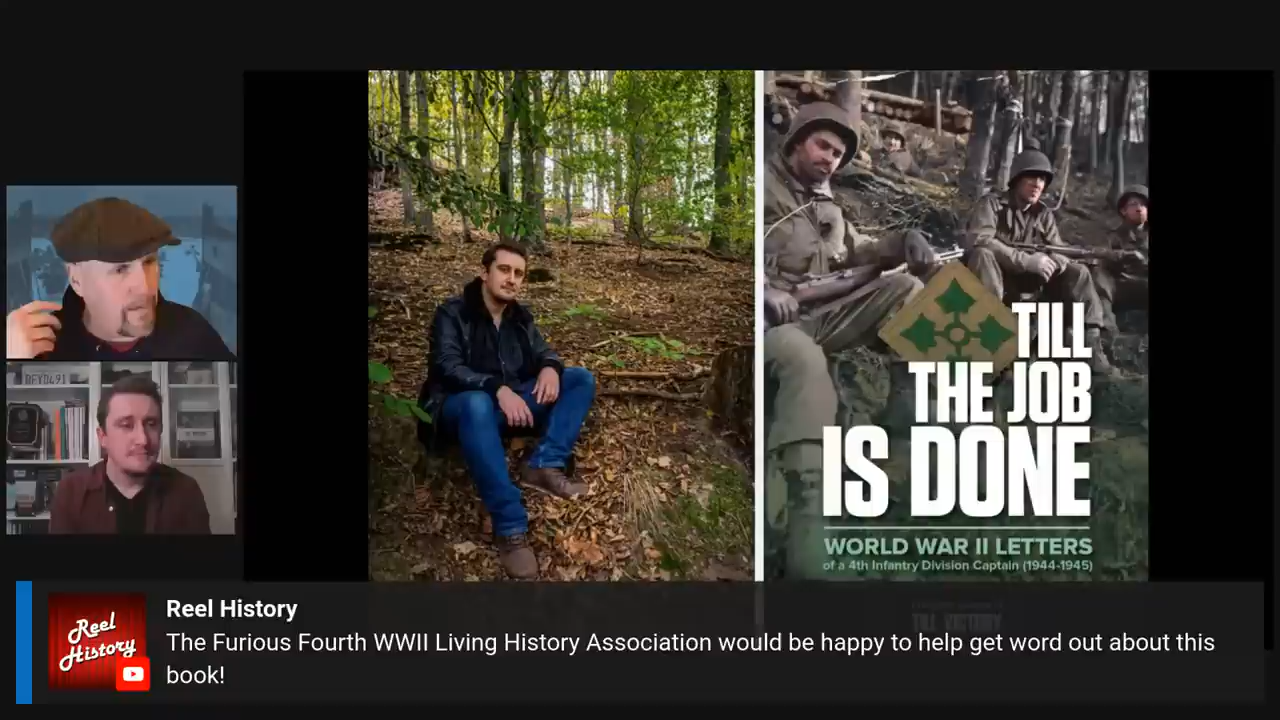 TILL
THE JOB
IS DONE
WORLD WAR II LETTERS
of a 4th Infantry Division Captain (1944-1945)
TILL VICTORY
Reel
History
Reel History
The Furious Fourth WWII Living History Association would be happy to help get word out about this
book!